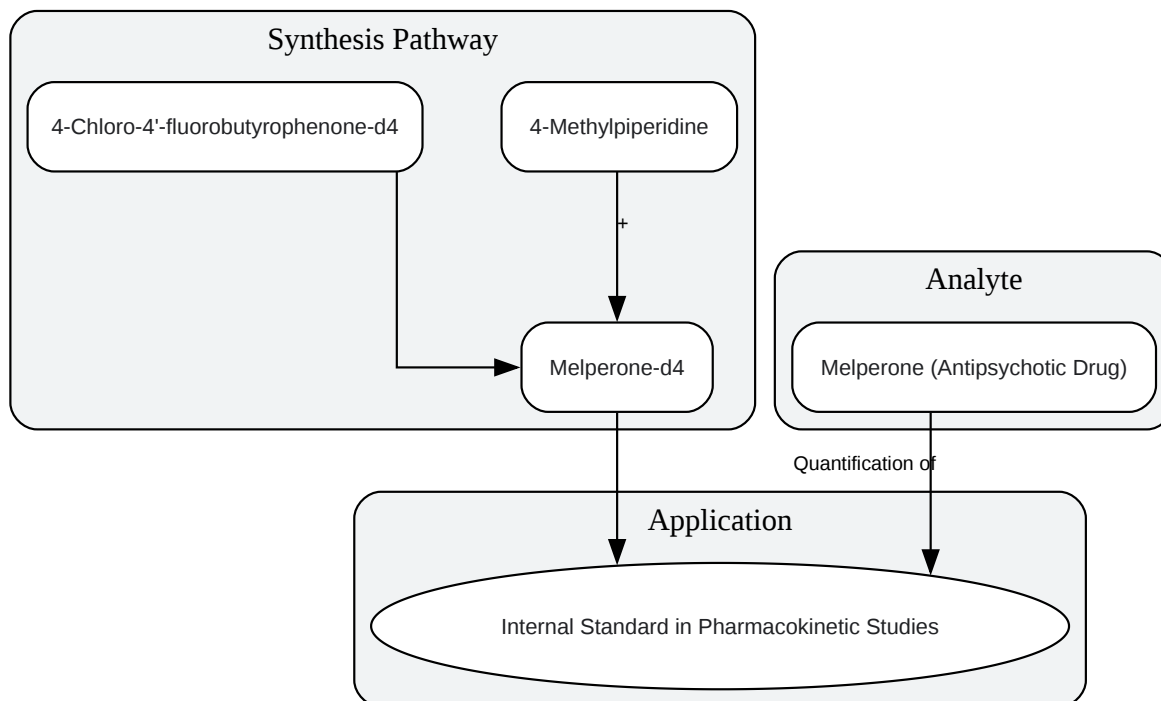 Synthesis Pathway
4-Chloro-4'-fluorobutyrophenone-d4
4-Methylpiperidine
+
Analyte
Melperone-d4
Melperone (Antipsychotic Drug)
Quantification of
Application
Internal Standard in Pharmacokinetic Studies